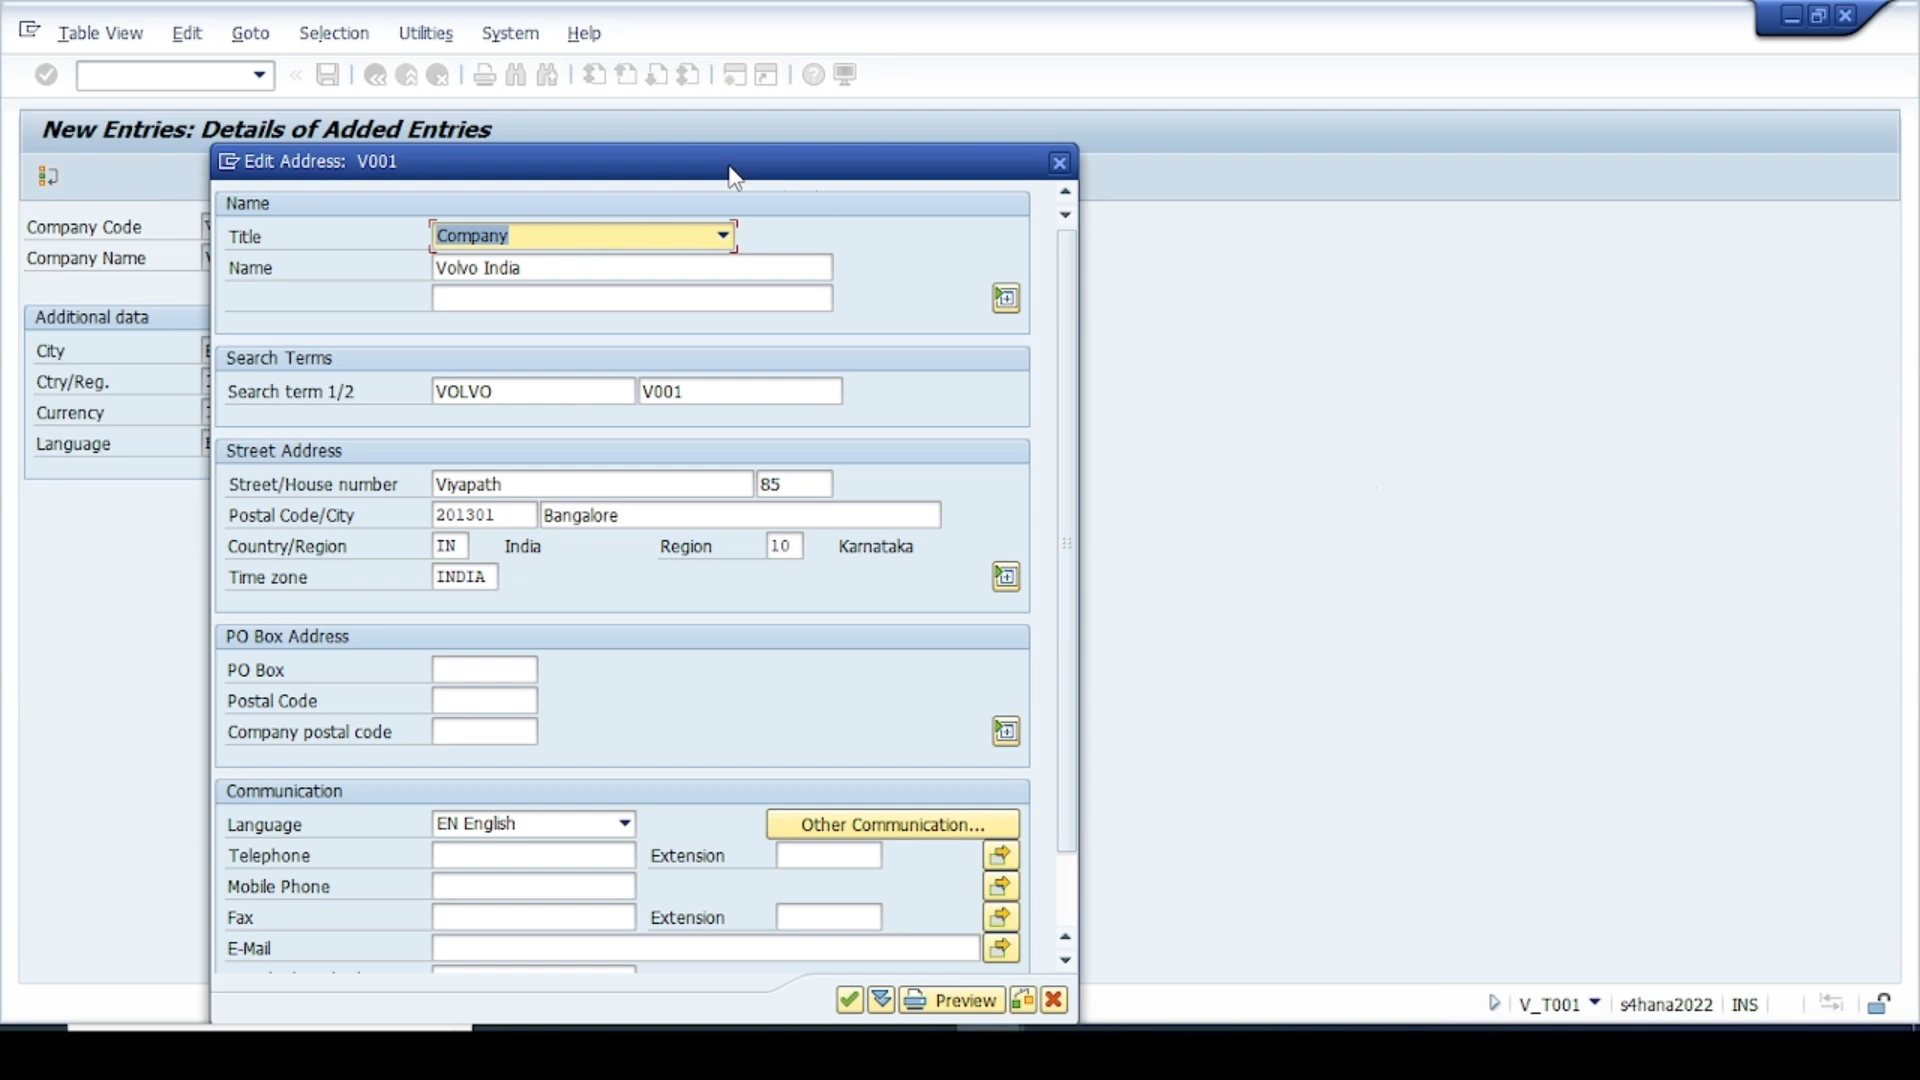 Table View Edit Goto Selection Utilities System Help
New Entries: Details of Added Entries
Edit Address: V001
Company Code
Company Name
Additional data
City
Ctry/Reg.
Currency
Language
Name
Title Company
Name Volvo India
Search Terms
Search term 1/2 VOLVO V001
Street Address
Street/House number Viyapath 85
Postal Code/City 201301 Bangalore
Country/Region IN India Region 10 Karnataka
Time zone INDIA
PO Box Address
PO Box
Postal Code
Company postal code
Communication
Language EN English Other Communication...
Telephone Extension
Mobile Phone
Fax Extension
E-Mail
Preview
V_T001 s4hana2022 INS